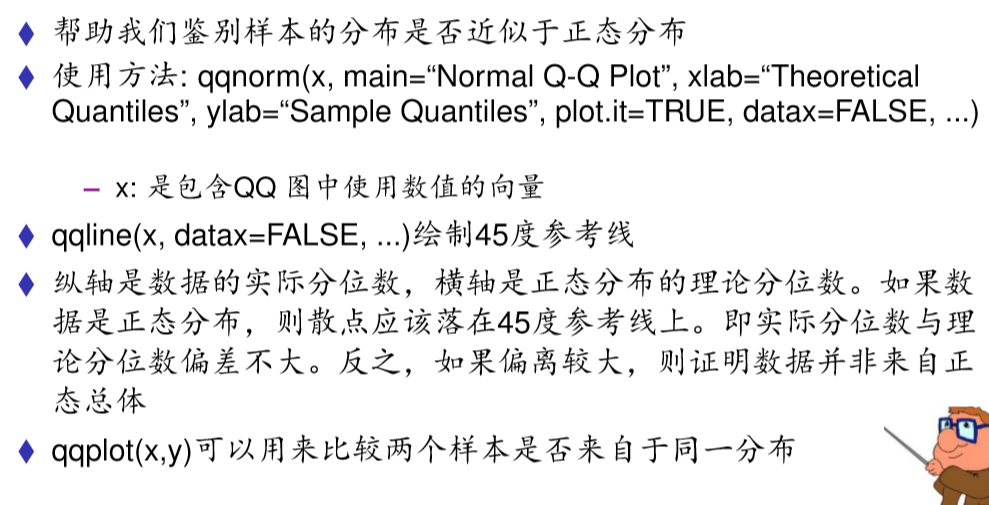 帮助我们鉴别样本的分布是否近似于正态分布
使用方法: qqnorm(x, main=“Normal Q-Q Plot”, xlab=“Theoretical
Quantiles”, ylab=“Sample Quantiles”, plot.it=TRUE, datax=FALSE, ...)
– x: 是包含QQ 图中使用数值的向量
qqline(x, datax=FALSE, ...)绘制45度参考线
纵轴是数据的实际分位数，横轴是正态分布的理论分位数。如果数
据是正态分布，则散点应该落在45度参考线上。即实际分位数与理
论分位数偏差不大。反之，如果偏离较大，则证明数据并非来自正
态总体
qqplot(x,y)可以用来比较两个样本是否来自于同一分布